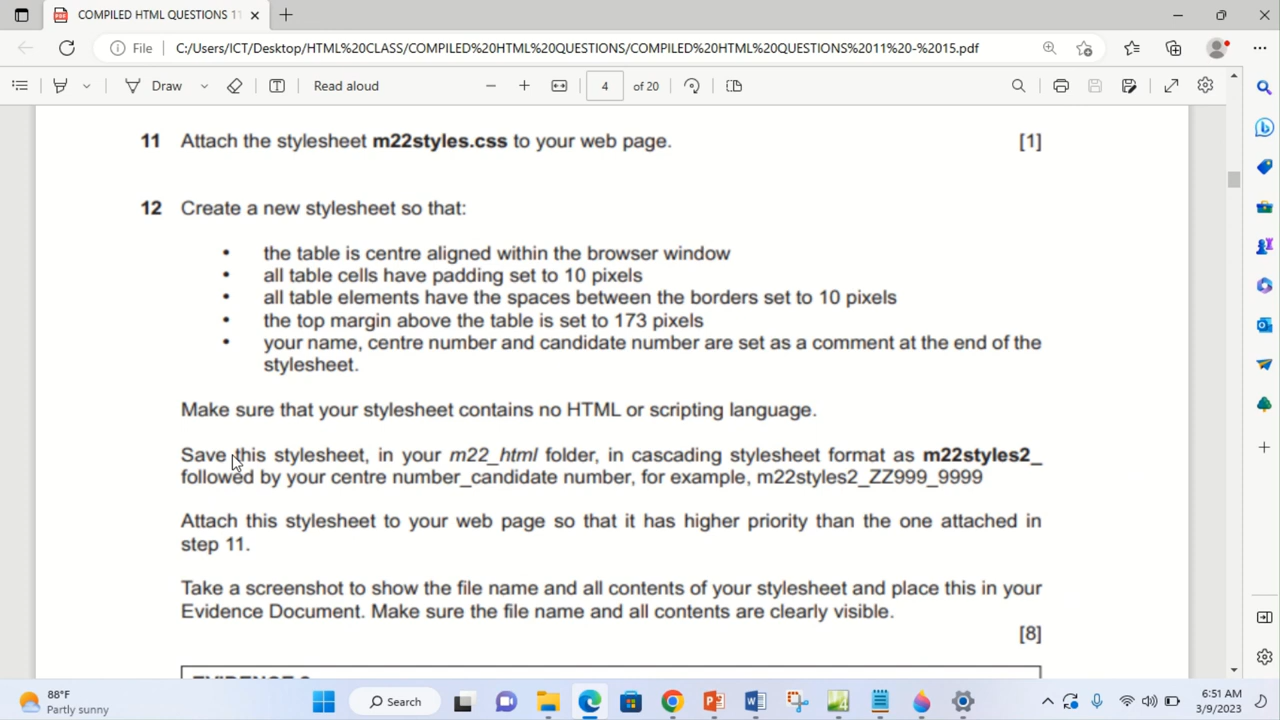 COMPILED HTML QUESTIONS 11
File C:/Users/ICT/Desktop/HTML%20CLASS/COMPILED%20HTML%20QUESTIONS/COMPILED%20HTML%20QUESTIONS%2011%20-%2015.pdf
Draw Read aloud 4 of 20
11 Attach the stylesheet m22styles.css to your web page. [1]
12 Create a new stylesheet so that:
• the table is centre aligned within the browser window
• all table cells have padding set to 10 pixels
• all table elements have the spaces between the borders set to 10 pixels
• the top margin above the table is set to 173 pixels
• your name, centre number and candidate number are set as a comment at the end of the
stylesheet.
Make sure that your stylesheet contains no HTML or scripting language.
Save this stylesheet, in your m22_html folder, in cascading stylesheet format as m22styles2_
followed by your centre number_candidate number, for example, m22styles2_ZZ999_9999
Attach this stylesheet to your web page so that it has higher priority than the one attached in
step 11.
Take a screenshot to show the file name and all contents of your stylesheet and place this in your
Evidence Document. Make sure the file name and all contents are clearly visible.
[8]
88°F
Partly sunny
Search
6:51 AM
3/9/2023